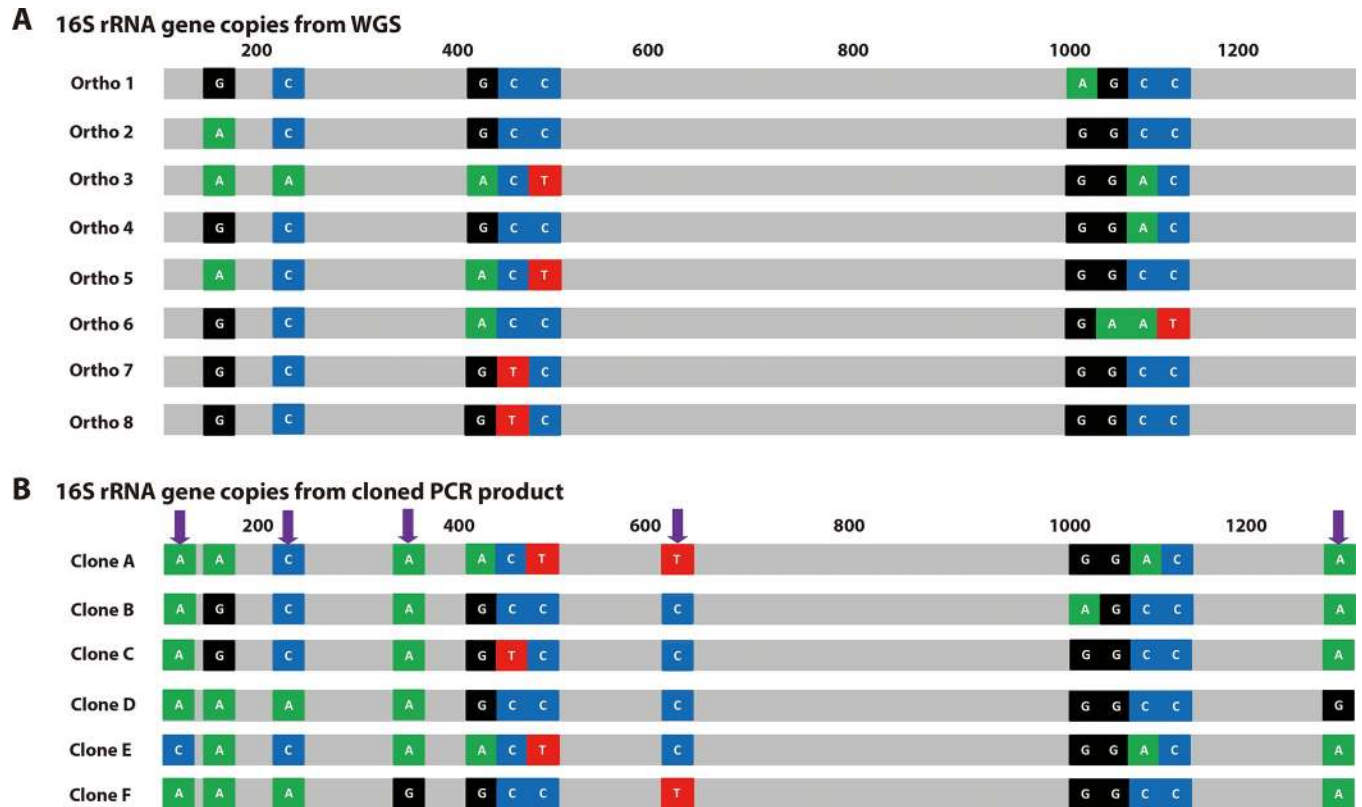 A 16S rRNA gene copies from WGS
200 400 600 800 1000 1200
Ortho 1 G C G C C A G C C
Ortho 2 A C G C C G G C C
Ortho 3 A A A C T G G A C
Ortho 4 G C G C C G G A C
Ortho 5 A C A C T G G C C
Ortho 6 G C A C C G A A T
Ortho 7 G C G T C G G C C
Ortho 8 G C G T C G G C C
B 16S rRNA gene copies from cloned PCR product
200 400 600 800 1000 1200
Clone A A A C A A C T T G G A C A
Clone B A G C A G C C C A G C C A
Clone C A G C A G T C C G G C C A
Clone D A A A A G C C C G G C C G
Clone E C A C A A C T C G G A C A
Clone F A A A G G C C T G G C C A